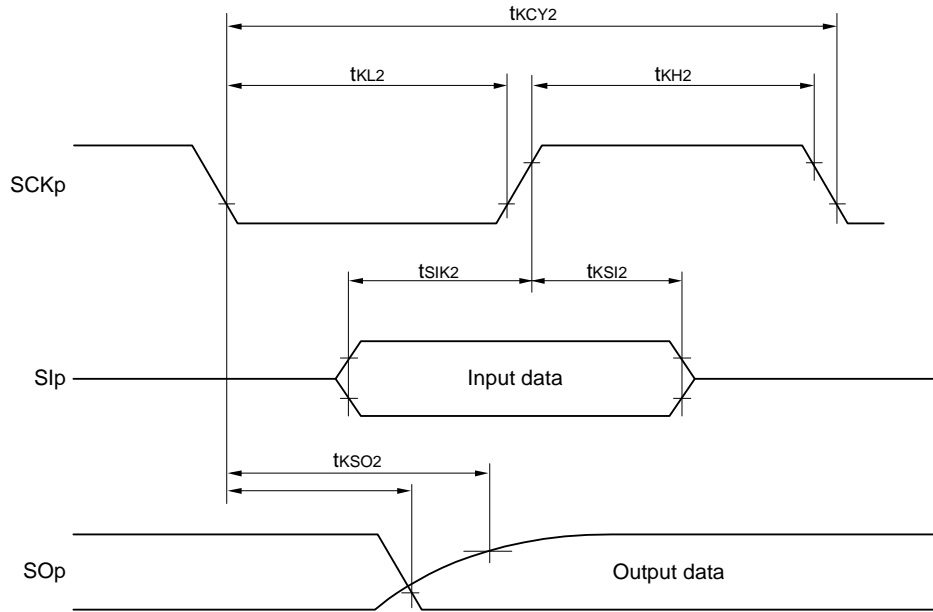 tKCY2
tKL2
tKH2
SCKp
tSIK2
tKSI2
SIp
Input data
tKSO2
SOp
Output data